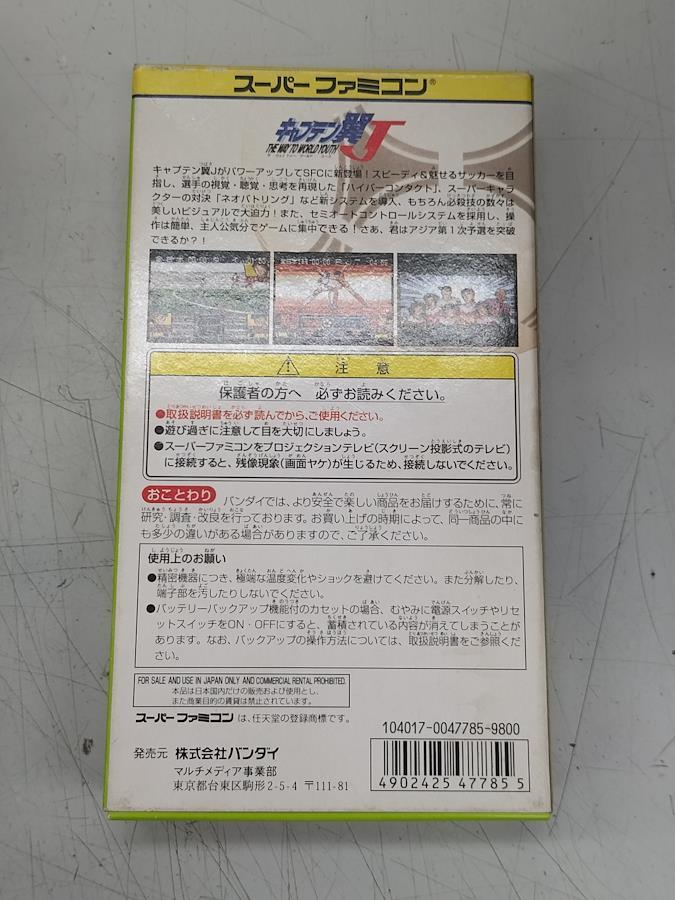 スーパーファミコン®
キャプテン翼J
THE WAY TO WORLD YOUTH
キャプテン翼JがパワーアップしてSFCに新登場!スピーディ&魅せるサッカーを目
指し、選手の視覚・聴覚・思考を再現した「ハイパーコンタクト」、スーパーキャラ
クターの対決「ネオバトリング」など新システムを導入、もちろん必殺技の数々は
美しいビジュアルで大迫力!また、セミオートコントロールシステムを採用し、操
作は簡単、主人公気分でゲームに集中できる!さあ、君はアジア第1次予選を突破
できるか?!
注意
保護者の方へ 必ずお読みください。
●取扱説明書を必ず読んでから、ご使用ください。
●遊び過ぎに注意して目を大切にしましょう。
●スーパーファミコンをプロジェクションテレビ(スクリーン投影式のテレビ)
に接続すると、残像現象(画面ヤケ)が生じるため、接続しないでください。
おことわり バンダイでは、より安全で楽しい商品をお届けするために、常に
研究・調査・改良を行っております。お買い上げの時期によって、同一商品の中に
も多少の違いがある場合がありますので、ご了承ください。
使用上のお願い
●精密機器につき、極端な温度変化やショックを避けてください。また分解したり、
端子部を汚したりしないでください。
●バッテリーバックアップ機能付のカセットの場合、むやみに電源スイッチやリセ
ットスイッチをON・OFFにすると、蓄積されている内容が消えてしまうことが
あります。なお、バックアップの操作方法については、取扱説明書をご参照くださ
い。
FOR SALE AND USE IN JAPAN ONLY AND COMMERCIAL RENTAL PROHIBITED.
本品は日本国内だけの販売および使用とし、
また商業目的の賃貸は禁止されています。
スーパーファミコンは、任天堂の登録商標です。
104017-0047785-9800
発売元 株式会社バンダイ
マルチメディア事業部
東京都台東区駒形2-5-4 〒111-81
4902425 477855